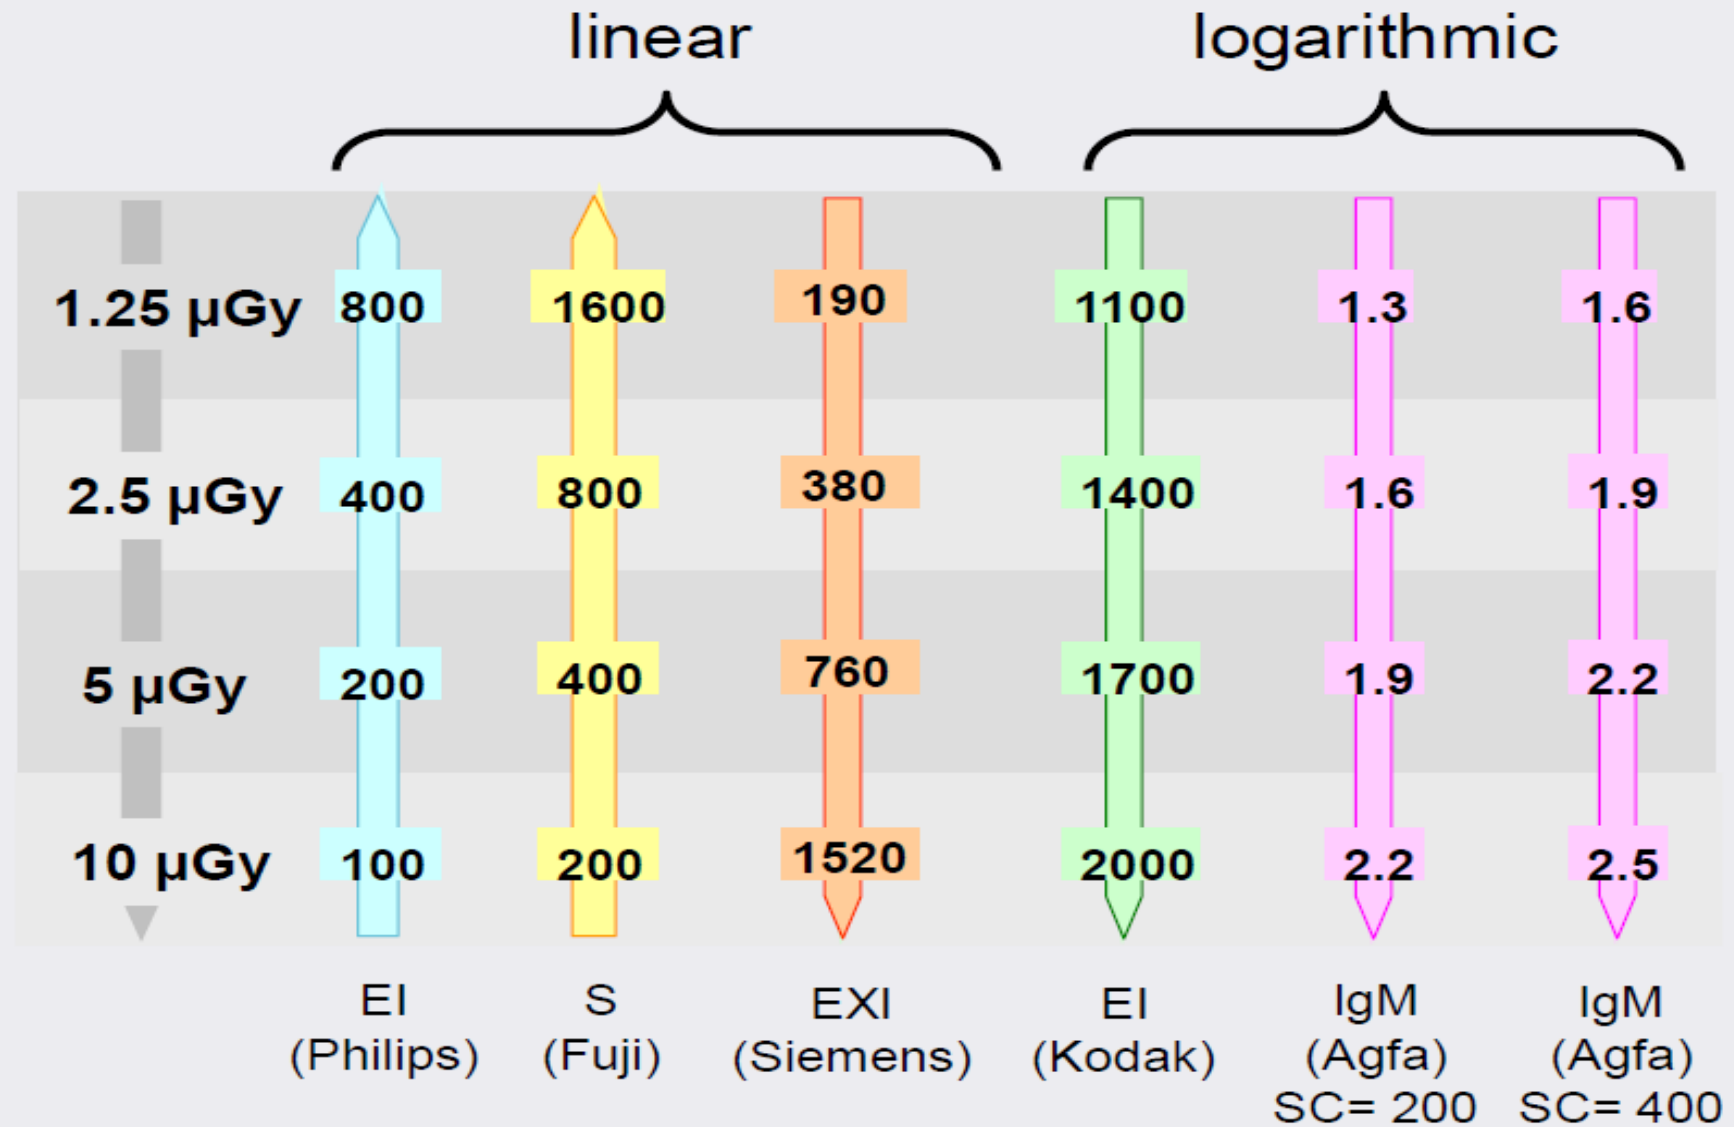 linear logarithmic
1.25 µGy 800 1600 190 1100 1.3 1.6
2.5 µGy 400 800 380 1400 1.6 1.9
5 µGy 200 400 760 1700 1.9 2.2
10 µGy 100 200 1520 2000 2.2 2.5
EI S EXI EI IgM IgM
(Philips) (Fuji) (Siemens) (Kodak) (Agfa) (Agfa)
SC= 200 SC= 400